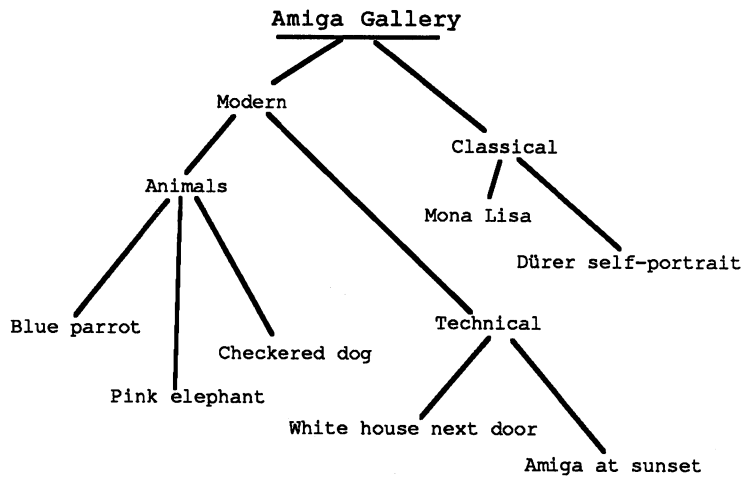 Amiga Gallery
Modern
Classical
Animals
Mona Lisa
Dürer self-portrait
Blue parrot
Technical
Checkered dog
Pink elephant
White house next door
Amiga at sunset